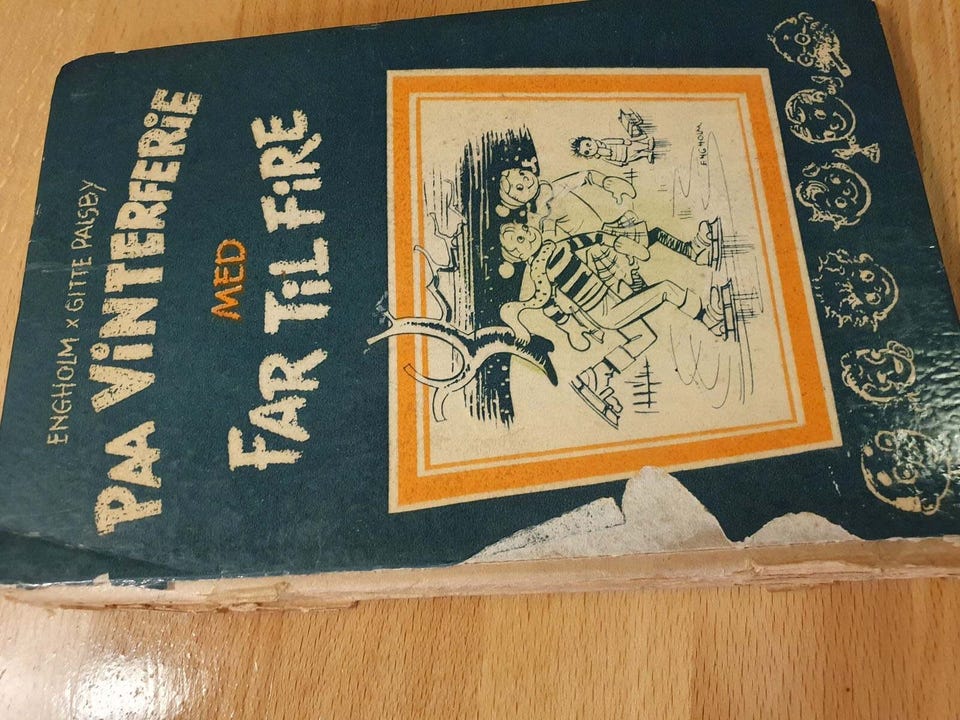 ENGHOLM X GITTE PALSBY
PAA VINTERFERIE
MED
FAR TIL FIRE
ENGHOLM